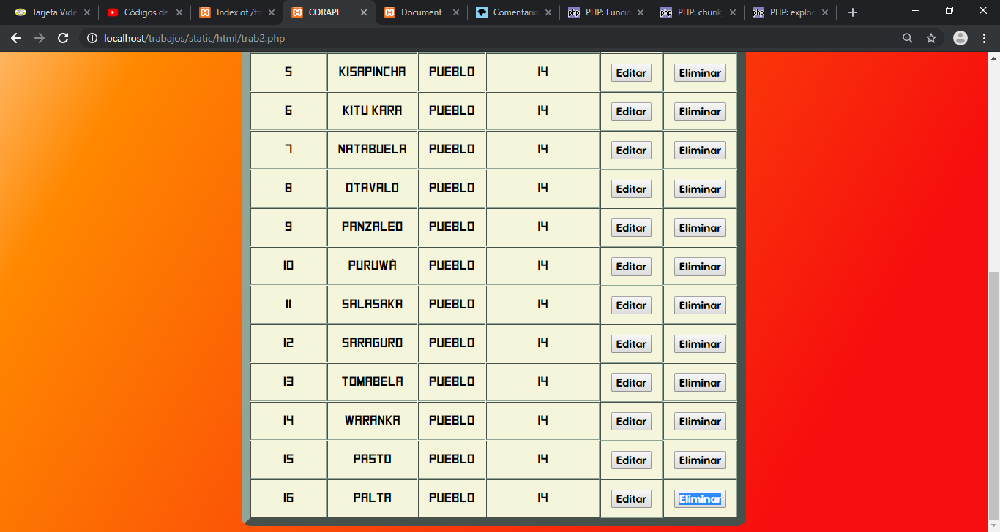 Tarjeta Vide
Códigos de
Index of /tra
CORAPE
Document
Comentario
PHP: Funcio
PHP: chunk
PHP: explod
localhost/trabajos/static/html/trab2.php
5 KISAPINCHA PUEBLO 14 Editar Eliminar
6 KITU KARA PUEBLO 14 Editar Eliminar
7 NATABUELA PUEBLO 14 Editar Eliminar
8 OTAVALO PUEBLO 14 Editar Eliminar
9 PANZALEO PUEBLO 14 Editar Eliminar
10 PURUWÁ PUEBLO 14 Editar Eliminar
11 SALASAKA PUEBLO 14 Editar Eliminar
12 SARAGURO PUEBLO 14 Editar Eliminar
13 TOMABELA PUEBLO 14 Editar Eliminar
14 WARANKA PUEBLO 14 Editar Eliminar
15 PASTO PUEBLO 14 Editar Eliminar
16 PALTA PUEBLO 14 Editar Eliminar